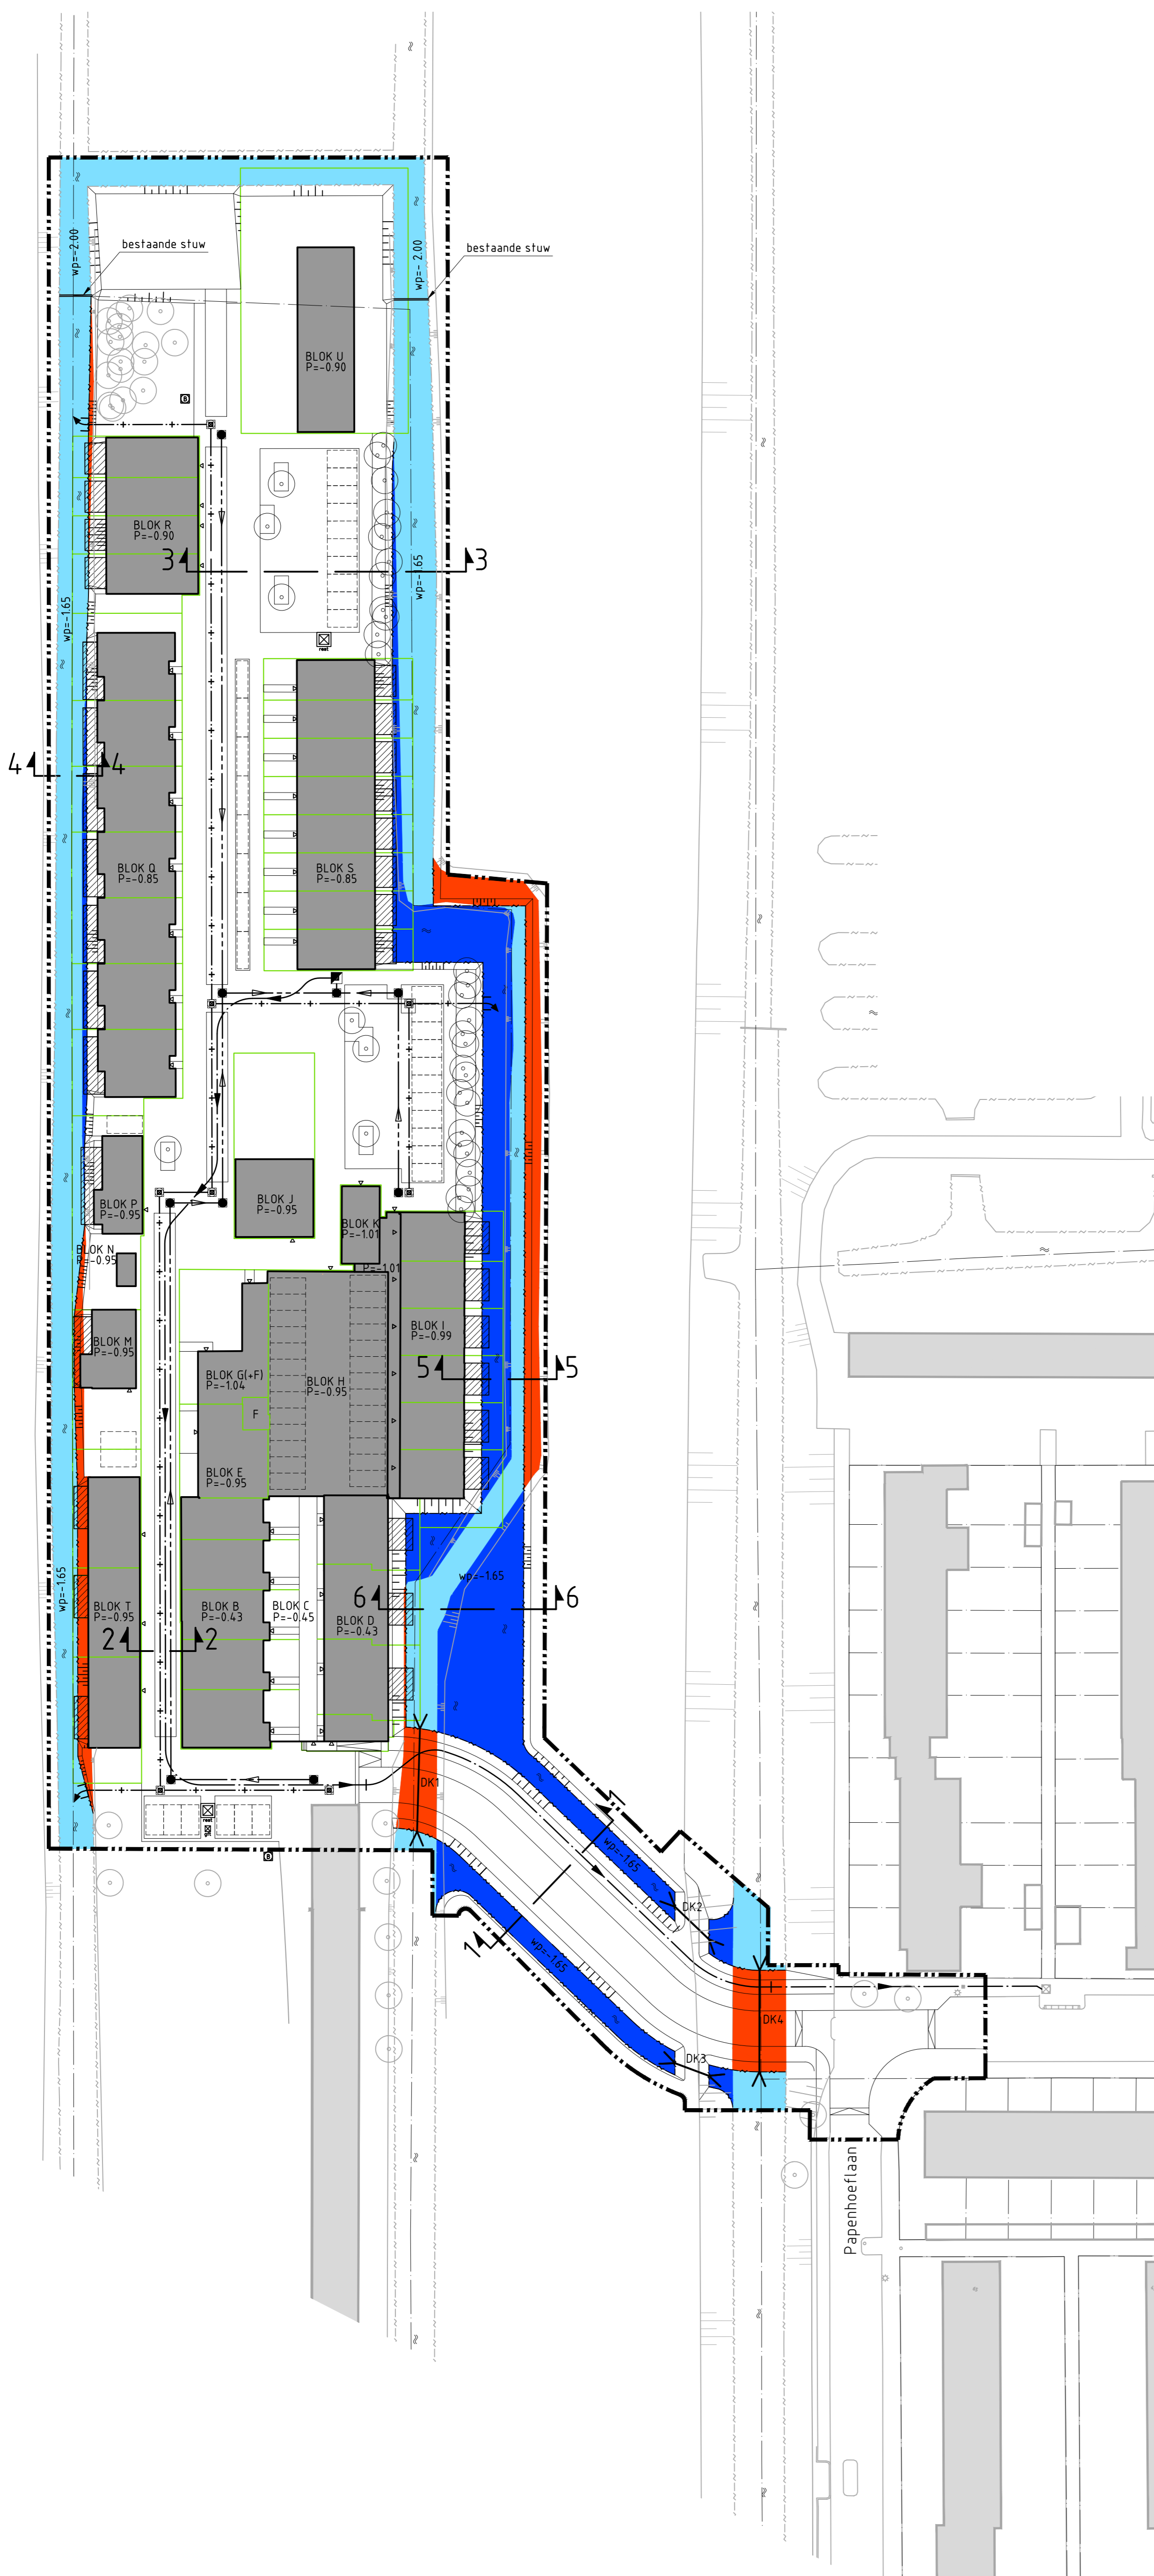 wp=-2.00
bestaande stuw
wp=- 2.00
bestaande stuw
BLOK U
P=-0.90
B
BLOK R
P=-0.90
3
3
wp=-1.65
wp=-1.65
rest
4
4
BLOK Q
P=-0.85
BLOK S
P=-0.85
BLOK P
P=-0.95
BLOK J
P=-0.95
BLOK K
P=-1.01
P=-1.01
BLOK N
P=-0.95
BLOK M
P=-0.95
BLOK I
P=-0.99
BLOK G(+F)
P=-1.04
BLOK H
P=-0.95
5
5
F
BLOK E
P=-0.95
wp=-1.65
wp=-1.65
BLOK T
P=-0.95
BLOK B
P=-0.43
BLOK C
P=-0.45
BLOK D
P=-0.43
6
6
2
2
DK1
rest
B
1
wp=-1.65
DK2
1
wp=-1.65
DK4
DK3
Papenhoeflaan